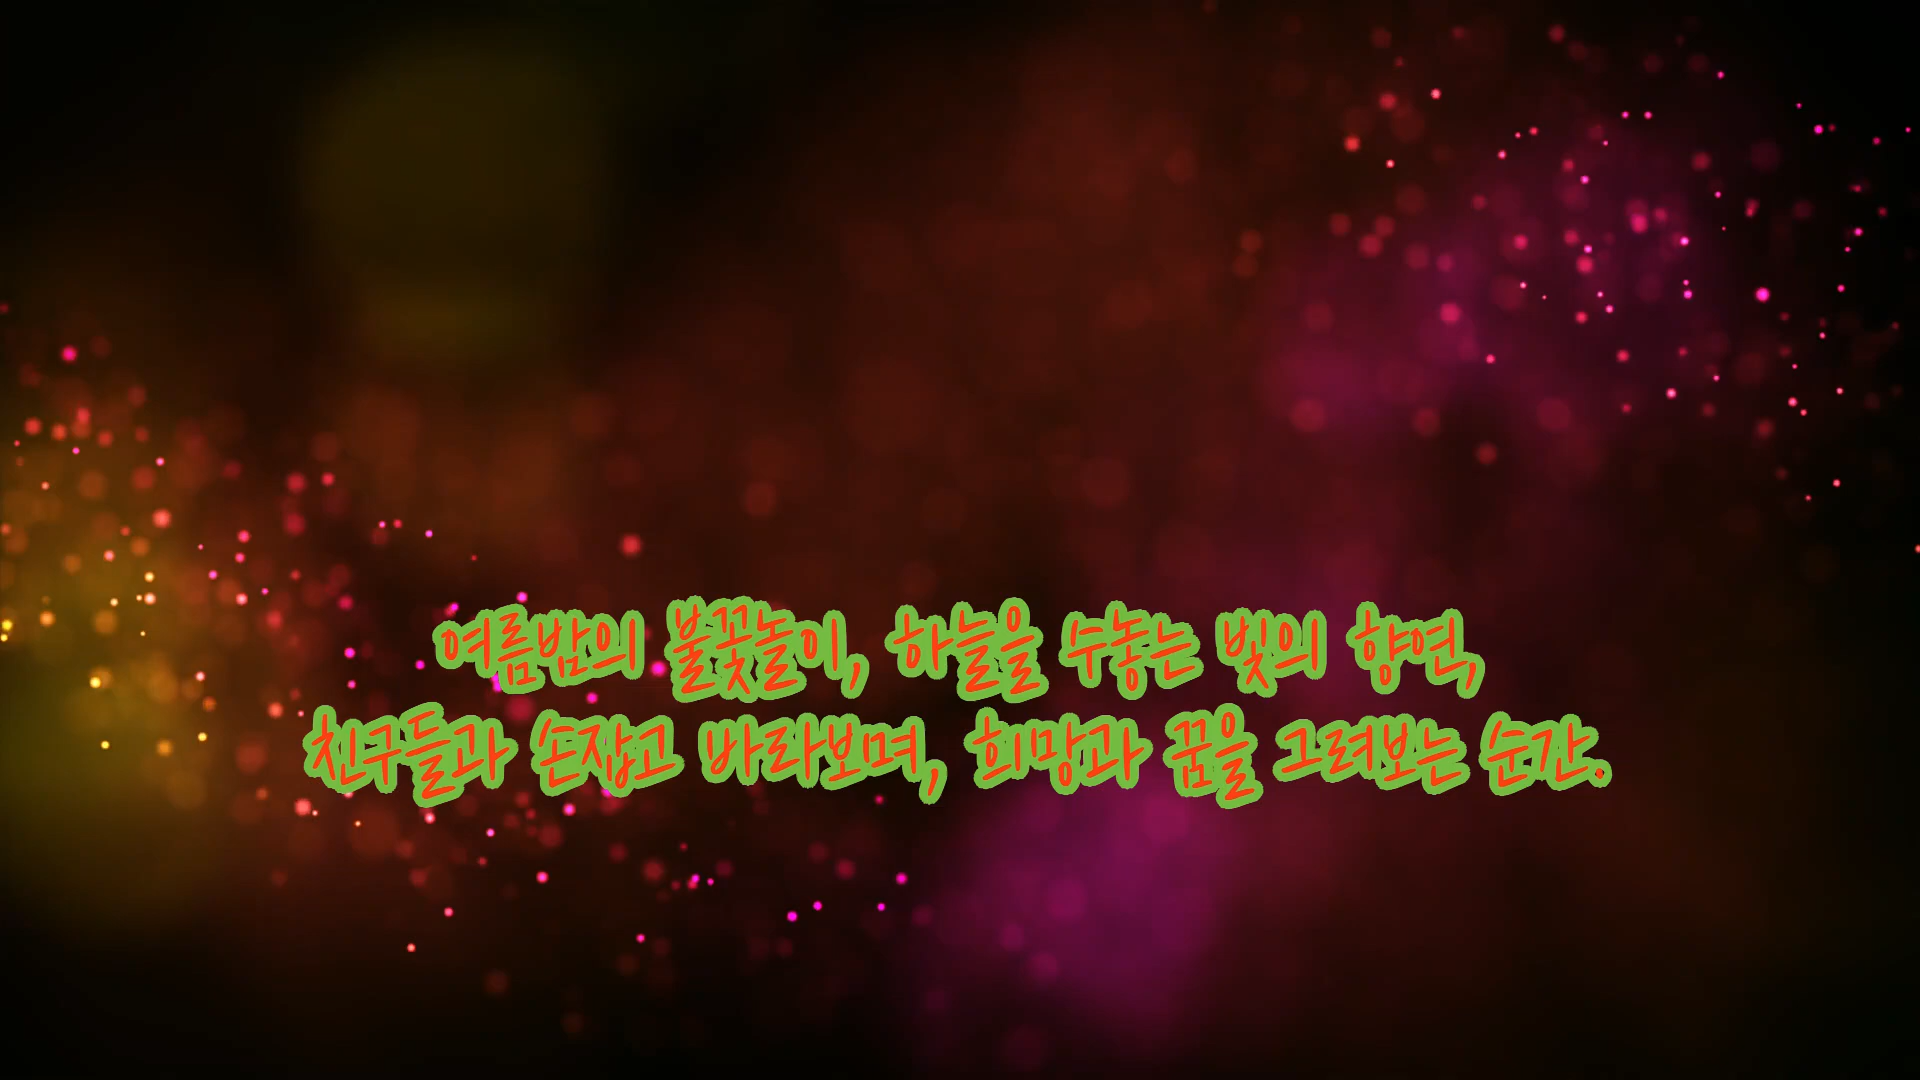 여름밤의 불꽃놀이, 하늘을 수놓는 빛의 향연,
친구들과 손잡고 바라보며, 희망과 꿈을 그려보는 순간.